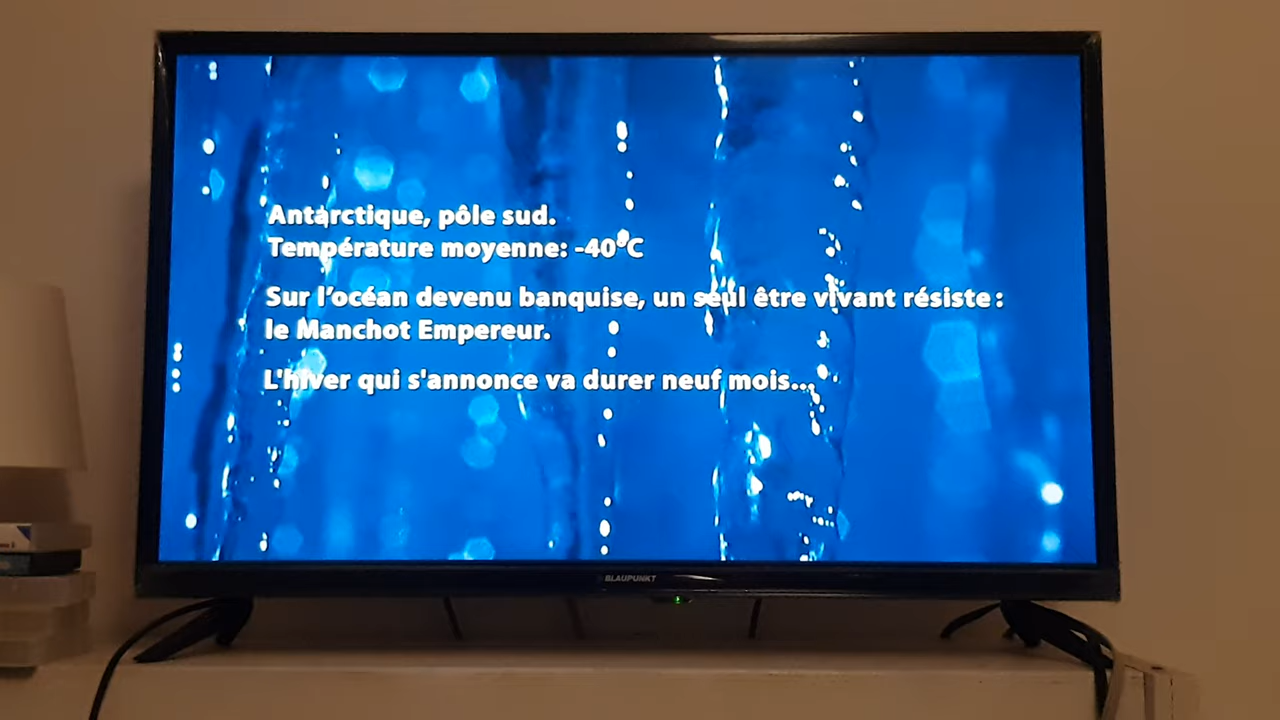 Antarctique, pôle sud.
Température moyenne: -40°C
Sur l'océan devenu banquise, un seul être vivant résiste :
le Manchot Empereur.
L'hiver qui s'annonce va durer neuf mois...
BLAUPUNKT